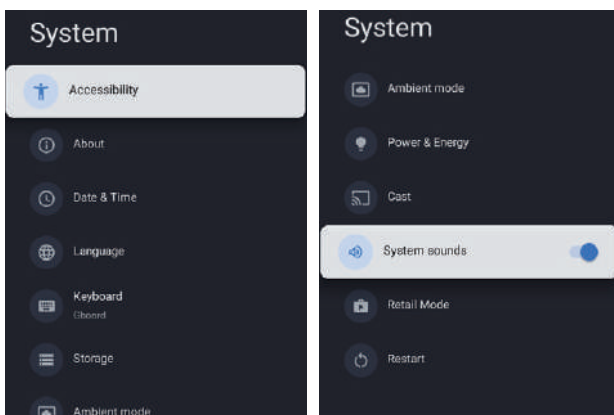 System
Accessibility
About
Date & Time
Language
Keyboard
Gboard
Storage
Ambient mode
System
Ambient mode
Power & Energy
Cast
System sounds
Retail Mode
Restart